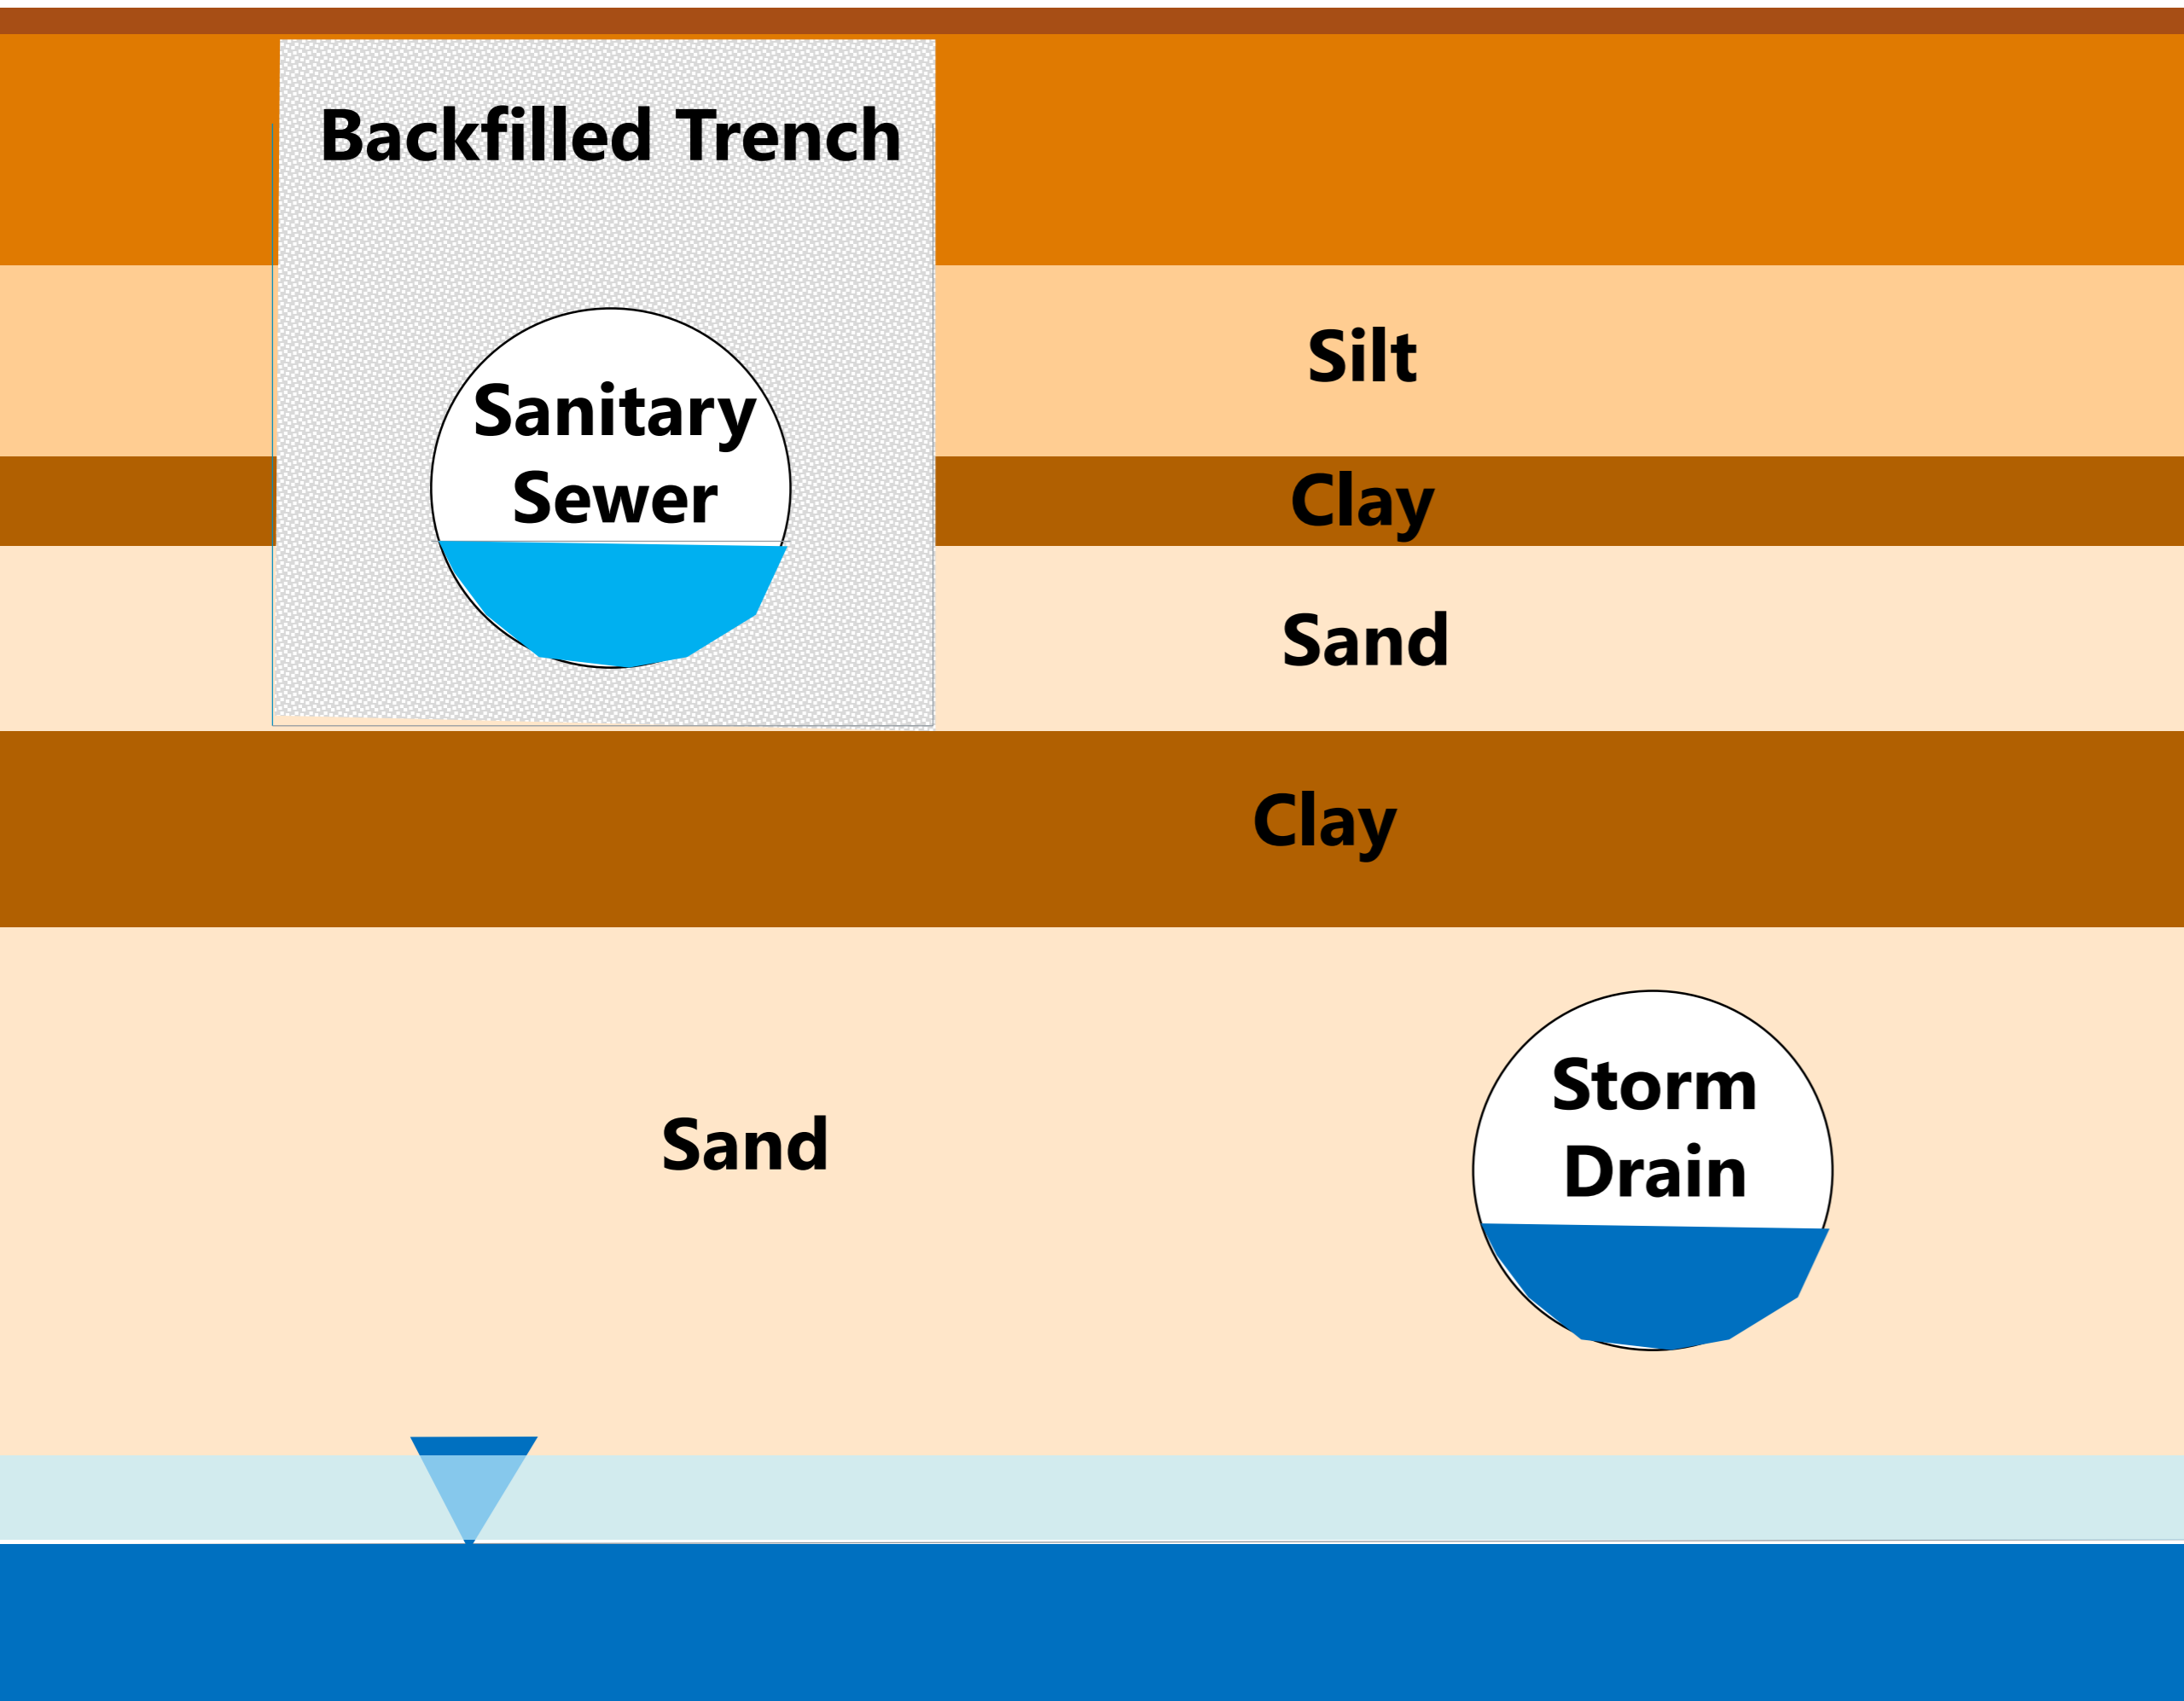 Backfilled Trench
Sanitary
Sewer
Silt
Clay
Sand
Clay
Sand
Storm
Drain